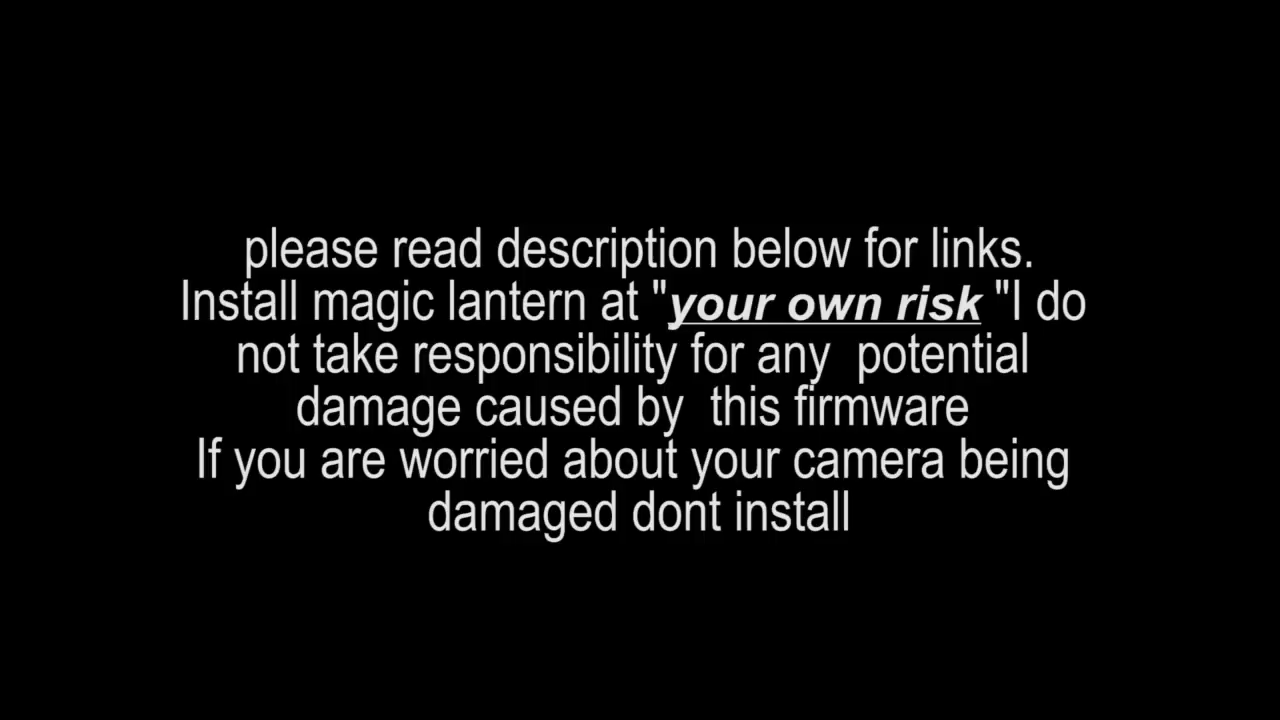 please read description below for links.
Install magic lantern at "your own risk "I do
not take responsibility for any  potential
damage caused by  this firmware
If you are worried about your camera being
damaged dont install